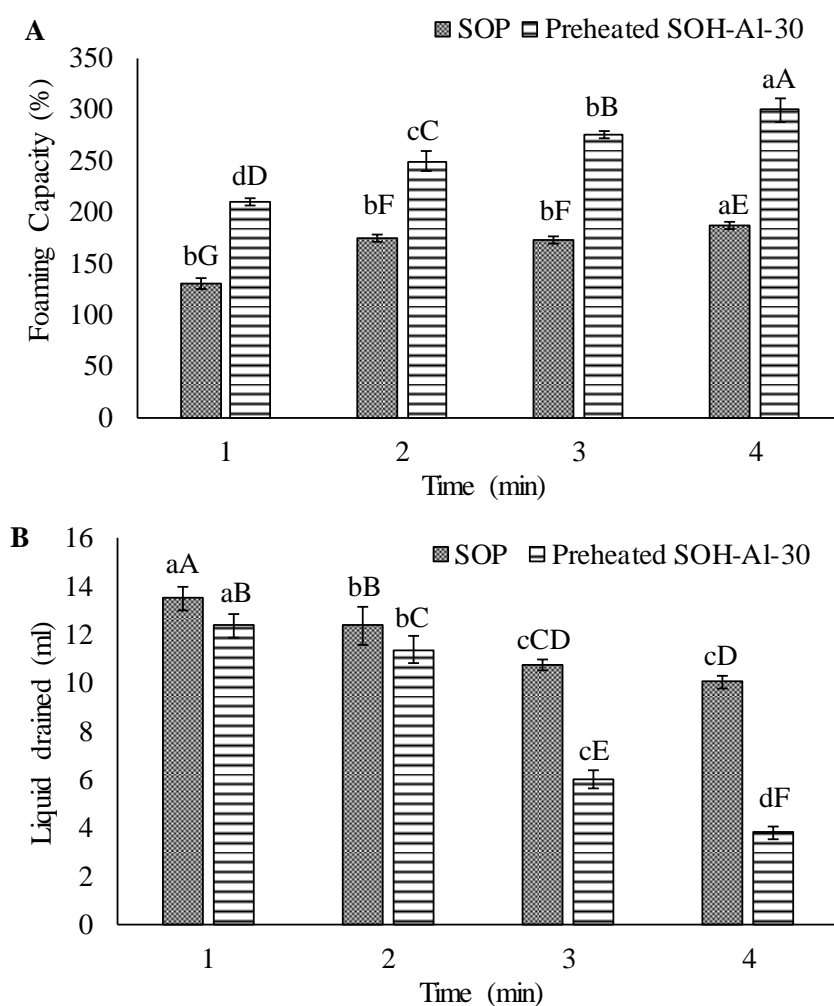 A
SOP Preheated SOH-Al-30
Foaming Capacity (%)
350
300
250
200
150
100
50
0
bG dD bF cC bF bB aE aA
1 2 3 4
Time (min)
B
SOP Preheated SOH-Al-30
Liquid drained (ml)
16
14
12
10
8
6
4
2
0
aA aB bB bC cCD cE cD dF
1 2 3 4
Time (min)